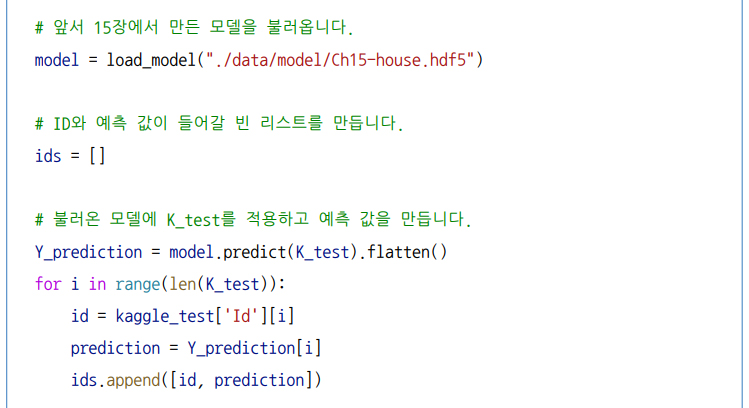 # 앞서 15장에서 만든 모델을 불러옵니다.
model = load_model("./data/model/Ch15-house.hdf5")
# ID와 예측 값이 들어갈 빈 리스트를 만듭니다.
ids = []
# 불러온 모델에 K_test를 적용하고 예측 값을 만듭니다.
Y_prediction = model.predict(K_test).flatten()
for i in range(len(K_test)):
    id = kaggle_test['Id'][i]
    prediction = Y_prediction[i]
    ids.append([id, prediction])